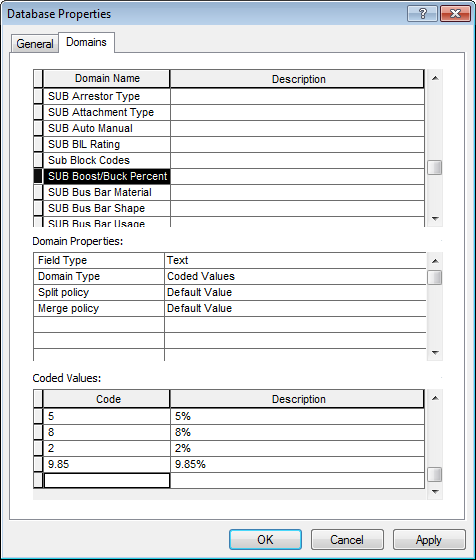 Database Properties
General Domains
Domain Name Description
SUB Arrestor Type
SUB Attachment Type
SUB Auto Manual
SUB BIL Rating
Sub Block Codes
SUB Boost/Buck Percent
SUB Bus Bar Material
SUB Bus Bar Shape
SUB Bus Bar Usage
Domain Properties:
Field Type Text
Domain Type Coded Values
Split policy Default Value
Merge policy Default Value
Coded Values:
Code Description
5 5%
8 8%
2 2%
9.85 9.85%
OK Cancel Apply